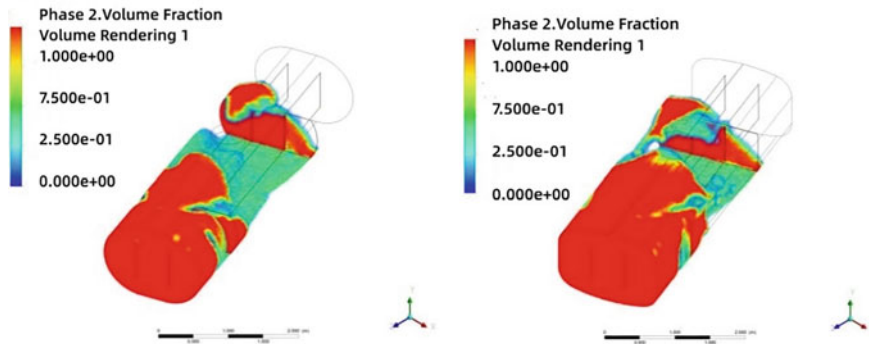 Phase 2.Volume Fraction
Volume Rendering 1
1.000e+00
7.500e-01
2.500e-01
0.000e+00
Phase 2.Volume Fraction
Volume Rendering 1
1.000e+00
7.500e-01
2.500e-01
0.000e+00